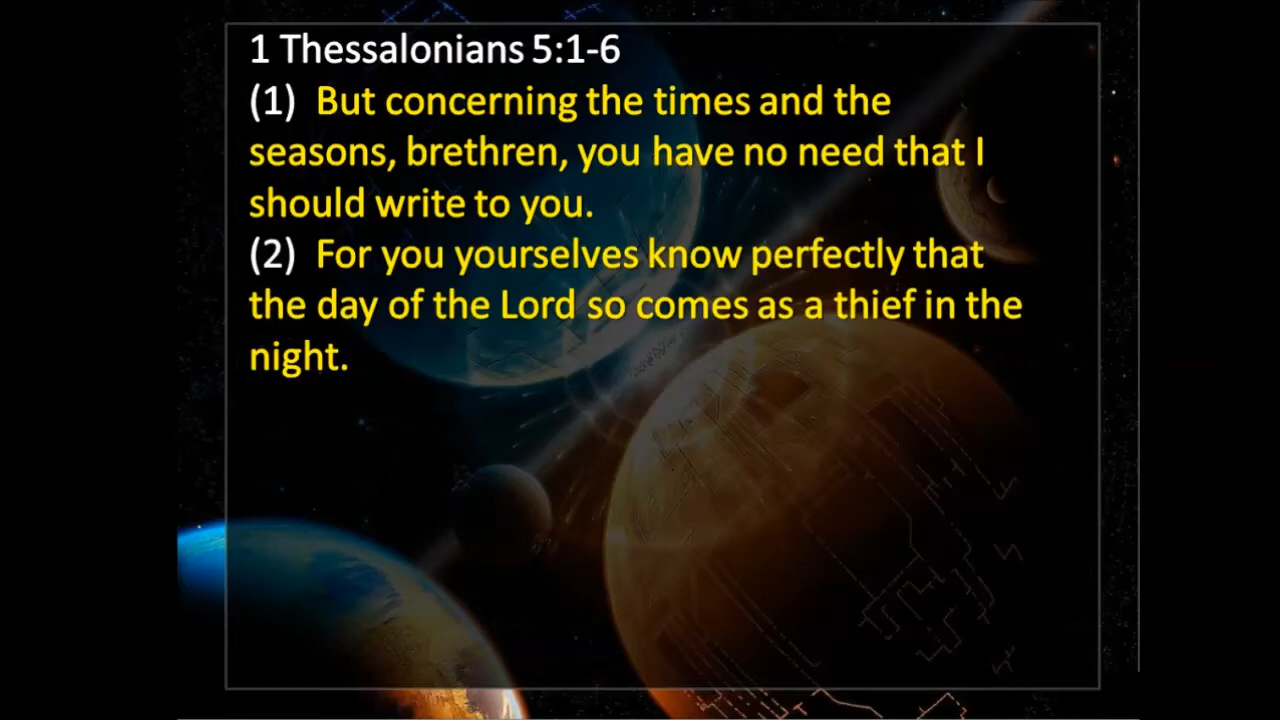 1 Thessalonians 5:1-6
(1) But concerning the times and the
seasons, brethren, you have no need that I
should write to you.
(2) For you yourselves know perfectly that
the day of the Lord so comes as a thief in the
night.